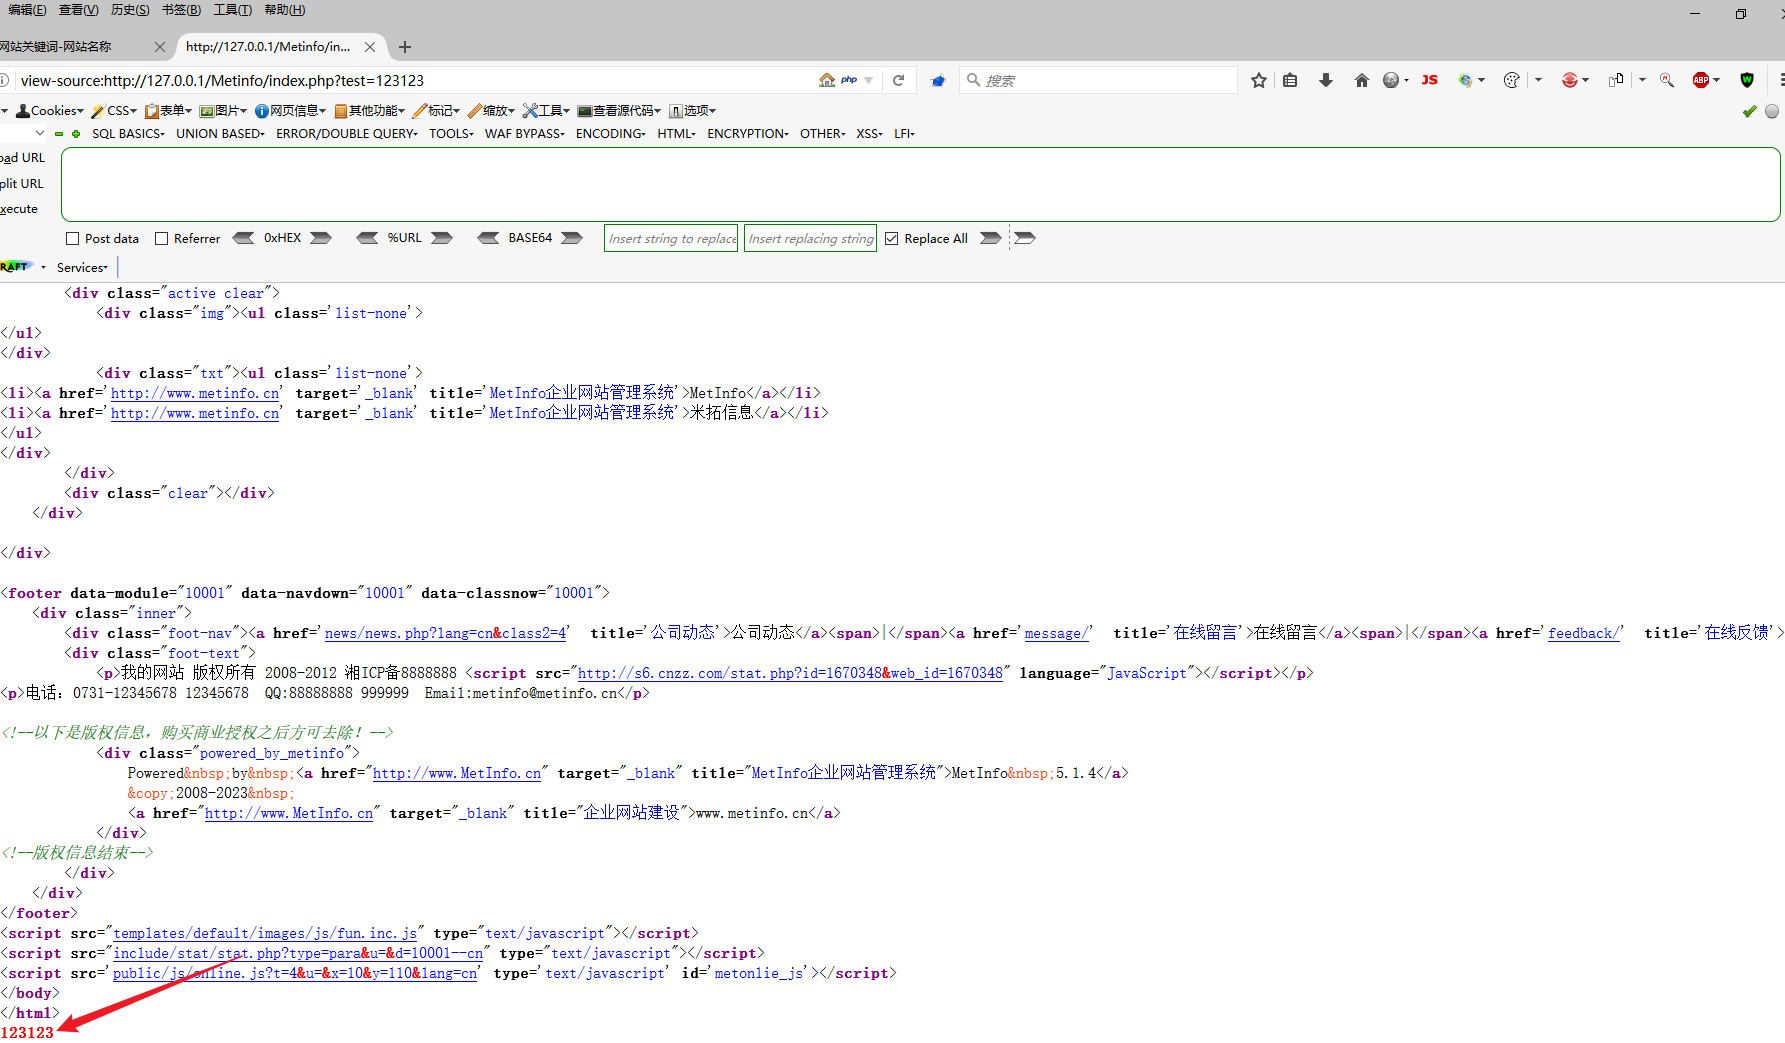 编辑(E) 查看(V) 历史(S) 书签(B) 工具(T) 帮助(H)
网站关键词-网站名称 http://127.0.0.1/Metinfo/in...
view-source:http://127.0.0.1/Metinfo/index.php?test=123123 php 搜索 JS ABP
Cookies CSS 表单 图片 网页信息 其他功能 标记 缩放 工具 查看源代码 选项
SQL BASICS UNION BASED ERROR/DOUBLE QUERY TOOLS WAF BYPASS ENCODING HTML ENCRYPTION OTHER XSS LFI
oad URL
plit URL
xecute
Post data Referrer 0xHEX %URL BASE64 Insert string to replace Insert replacing string Replace All
RAFT Services
<div class="active clear">
<div class="img"><ul class='list-none'>
</ul>
</div>
<div class="txt"><ul class='list-none'>
<li><a href='http://www.metinfo.cn' target='_blank' title='MetInfo企业网站管理系统'>MetInfo</a></li>
<li><a href='http://www.metinfo.cn' target='_blank' title='MetInfo企业网站管理系统'>米拓信息</a></li>
</ul>
</div>
</div>
<div class="clear"></div>
</div>
</div>
<footer data-module="10001" data-navdown="10001" data-classnow="10001">
<div class="inner">
<div class="foot-nav"><a href='news/news.php?lang=cn&class2=4'  title='公司动态'>公司动态</a><span>|</span><a href='message/'  title='在线留言'>在线留言</a><span>|</span><a href='feedback/'  title='在线反馈'>
<div class="foot-text">
<p>我的网站 版权所有 2008-2012 湘ICP备8888888 <script src="http://s6.cnzz.com/stat.php?id=1670348&web_id=1670348" language="JavaScript"></script></p>
<p>电话：0731-12345678 12345678  QQ:88888888 999999  Email:metinfo@metinfo.cn</p>
<!--以下是版权信息，购买商业授权之后方可去除！-->
<div class="powered_by_metinfo">
Powered&nbsp;by&nbsp;<a href="http://www.MetInfo.cn" target="_blank" title="MetInfo企业网站管理系统">MetInfo&nbsp;5.1.4</a>
&copy;2008-2023&nbsp;
<a href="http://www.MetInfo.cn" target="_blank" title="企业网站建设">www.metinfo.cn</a>
</div>
<!--版权信息结束-->
</div>
</div>
</footer>
<script src="templates/default/images/js/fun.inc.js" type="text/javascript"></script>
<script src="include/stat/stat.php?type=para&u=&d=10001--cn" type="text/javascript"></script>
<script src='public/js/online.js?t=4&u=&x=10&y=110&lang=cn' type='text/javascript' id='metonlie_js'></script>
</body>
</html>
123123